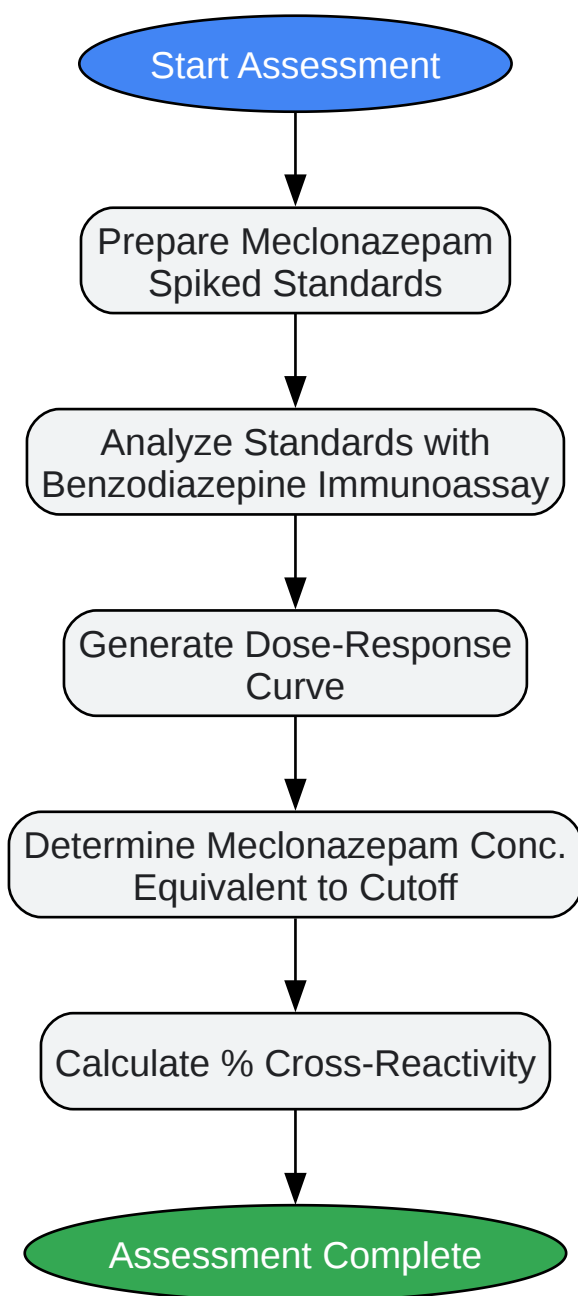 Start Assessment
Prepare Meclonazepam
Spiked Standards
Analyze Standards with
Benzodiazepine Immunoassay
Generate Dose-Response
Curve
Determine Meclonazepam Conc.
Equivalent to Cutoff
Calculate % Cross-Reactivity
Assessment Complete